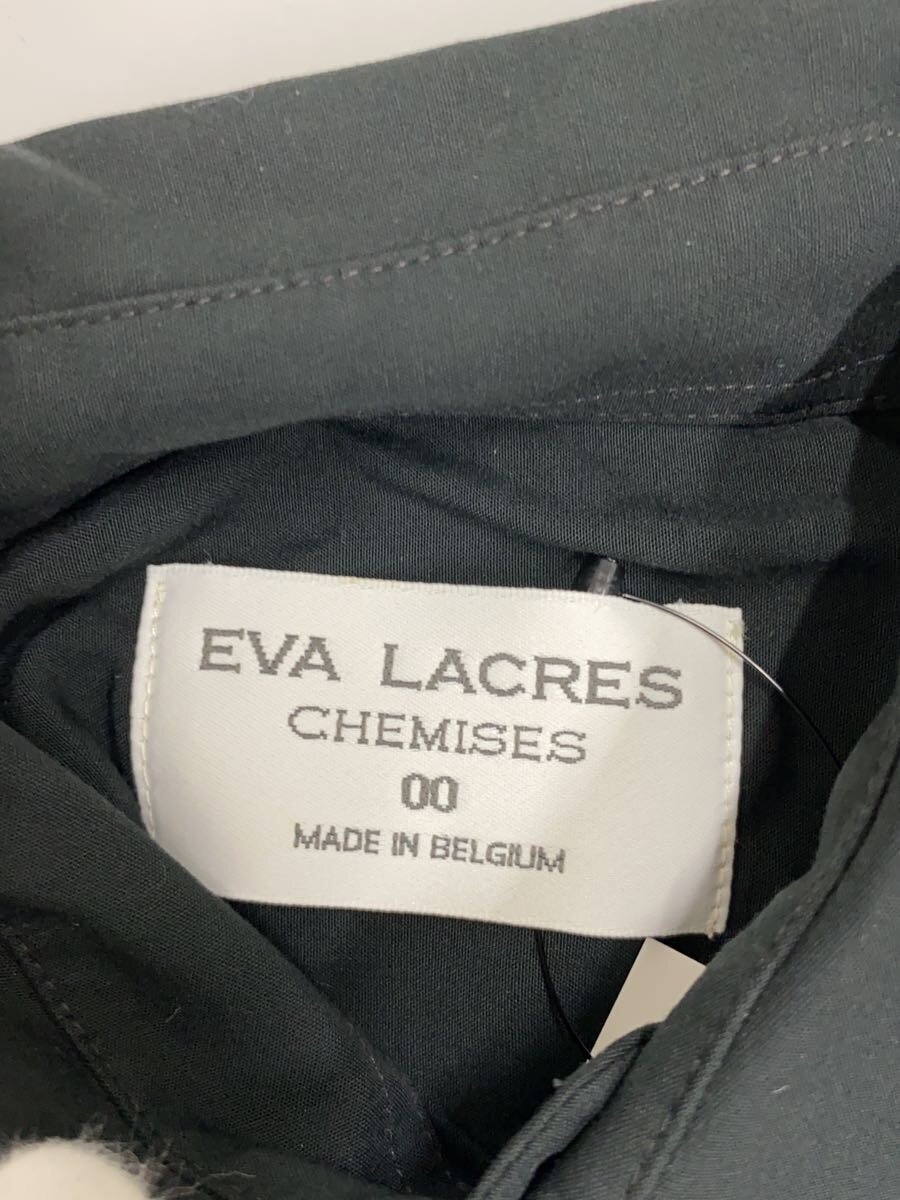 EVA LACRES
CHEMISES
00
MADE IN BELGIUM